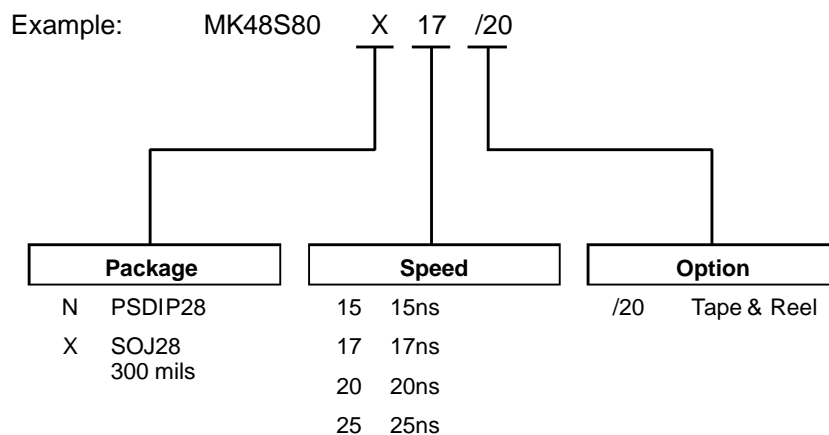 Example: MK48S80 X 17 /20
Package Speed Option
N PSDIP28 15 15ns /20 Tape & Reel
X SOJ28 17 17ns
300 mils
20 20ns
25 25ns